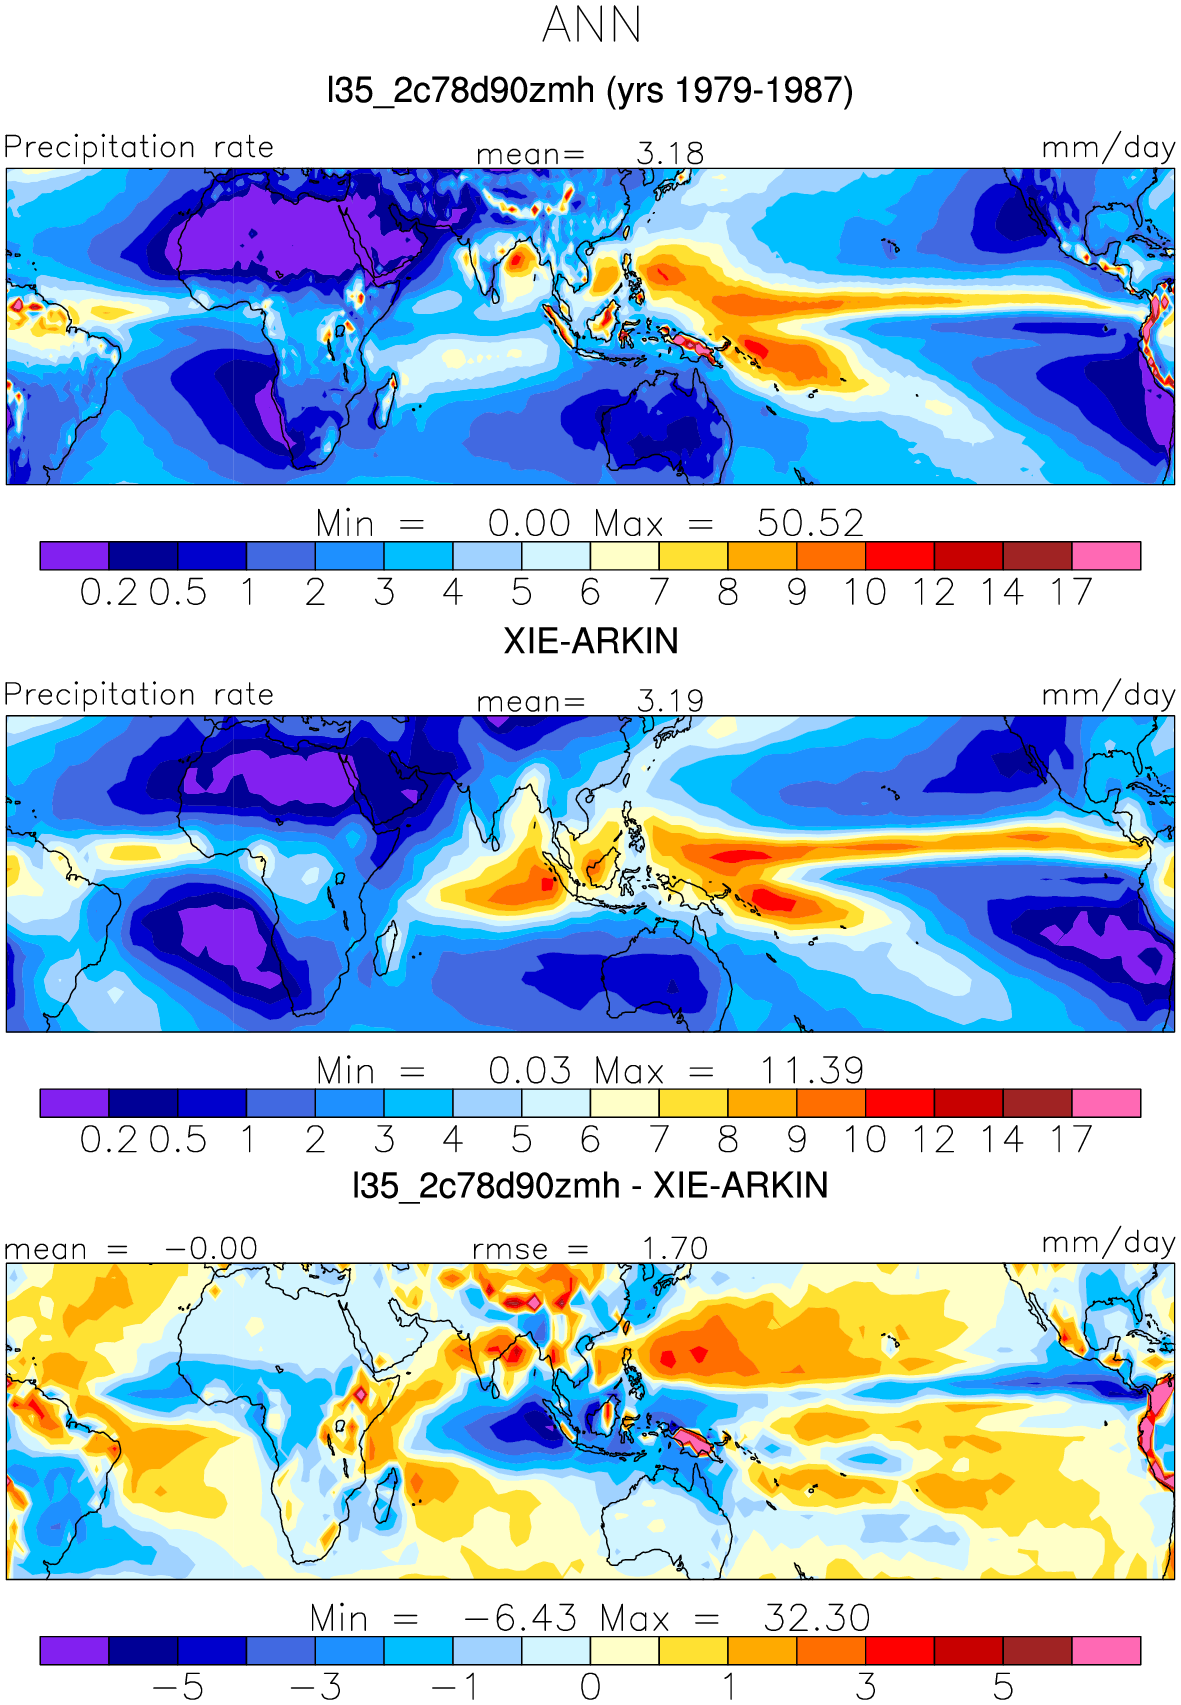 ANN
l35_2c78d90zmh (yrs 1979-1987)
Precipitation rate mean= 3.18 mm/day
Min = 0.00 Max = 50.52
0.2 0.5 1 2 3 4 5 6 7 8 9 10 12 14 17
XIE-ARKIN
Precipitation rate mean= 3.19 mm/day
Min = 0.03 Max = 11.39
0.2 0.5 1 2 3 4 5 6 7 8 9 10 12 14 17
l35_2c78d90zmh - XIE-ARKIN
mean = −0.00 rmse = 1.70 mm/day
Min = −6.43 Max = 32.30
−5 −3 −1 0 1 3 5